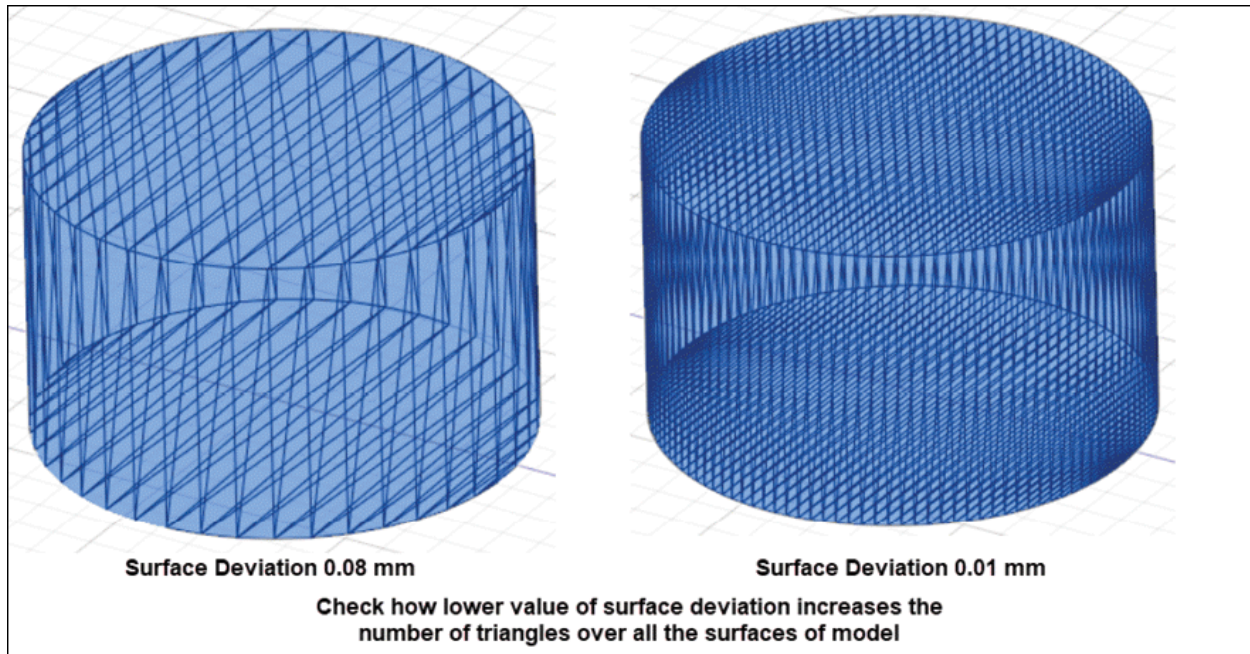 Surface Deviation 0.08 mm
Surface Deviation 0.01 mm
Check how lower value of surface deviation increases the
number of triangles over all the surfaces of model